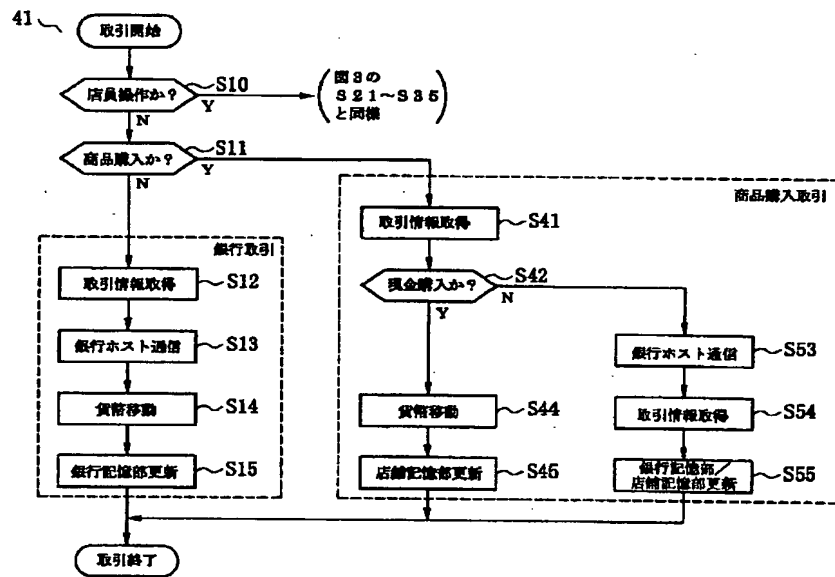 41
取引開始
店員操作か?
S10
Y
N
図3の
S21~S35
と同様
商品購入か?
S11
Y
N
商品購入取引
取引情報取得
S41
現金購入か?
S42
N
Y
銀行取引
取引情報取得
S12
銀行ホスト通信
S13
銀行ホスト通信
S53
貨幣移動
S14
貨幣移動
S44
取引情報取得
S54
銀行記憶部更新
S15
店舗記憶部更新
S45
銀行記憶部/
店舗記憶部更新
S55
取引終了